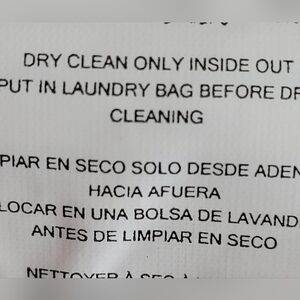 DRY CLEAN ONLY INSIDE OUT
PUT IN LAUNDRY BAG BEFORE
CLEANING
EN SECO SOLO DESDE
HACIA AFUERA
EN UNA BOLSA DE
ANTES DE LIMPIAR EN SECO
NETTOYER À SEC